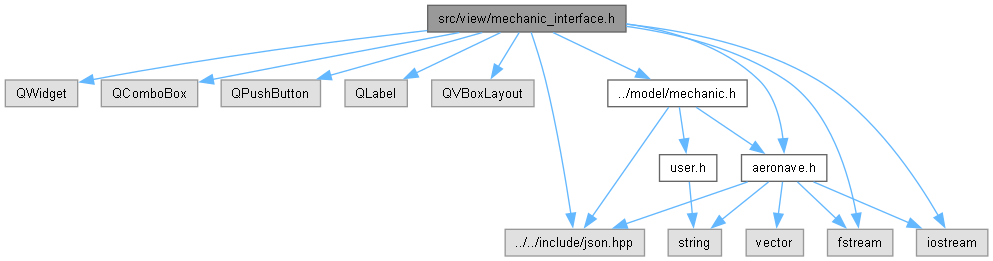 src/view/mechanic_interface.h
QWidget
QComboBox
QPushButton
QLabel
QVBoxLayout
../model/mechanic.h
user.h
aeronave.h
../../include/json.hpp
string
vector
fstream
iostream